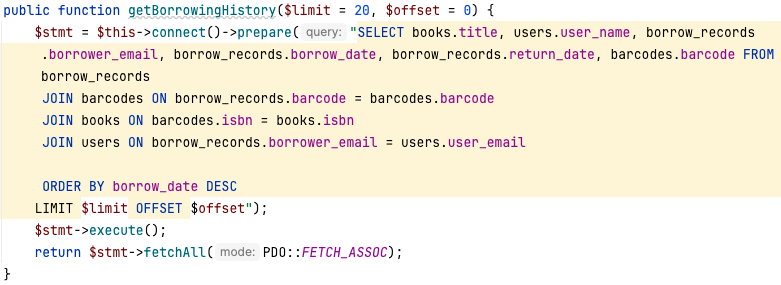 public function getBorrowingHistory($limit = 20, $offset = 0) {
$stmt = $this->connect()->prepare( query: "SELECT books.title, users.user_name, borrow_records
.borrower_email, borrow_records.borrow_date, borrow_records.return_date, barcodes.barcode FROM
borrow_records
JOIN barcodes ON borrow_records.barcode = barcodes.barcode
JOIN books ON barcodes.isbn = books.isbn
JOIN users ON borrow_records.borrower_email = users.user_email
ORDER BY borrow_date DESC
LIMIT $limit OFFSET $offset");
$stmt->execute();
return $stmt->fetchAll( mode: PDO::FETCH_ASSOC);
}